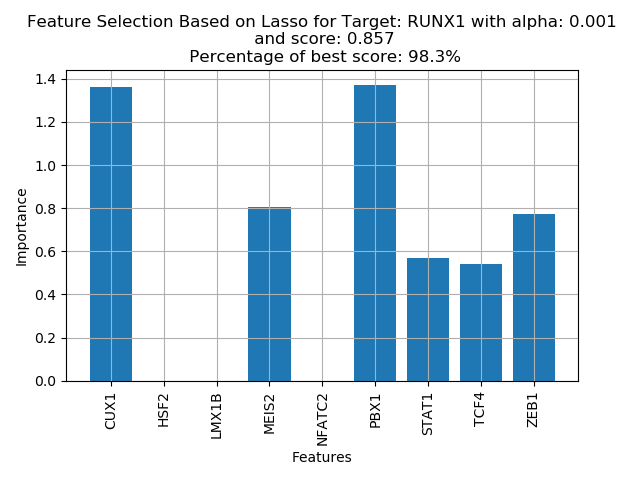 Feature Selection Based on Lasso for Target: RUNX1 with alpha: 0.001
and score: 0.857
Percentage of best score: 98.3%
1.4
1.2
1.0
0.8
0.6
0.4
0.2
0.0
Importance
CUX1
HSF2
LMX1B
MEIS2
NFATC2
PBX1
STAT1
TCF4
ZEB1
Features